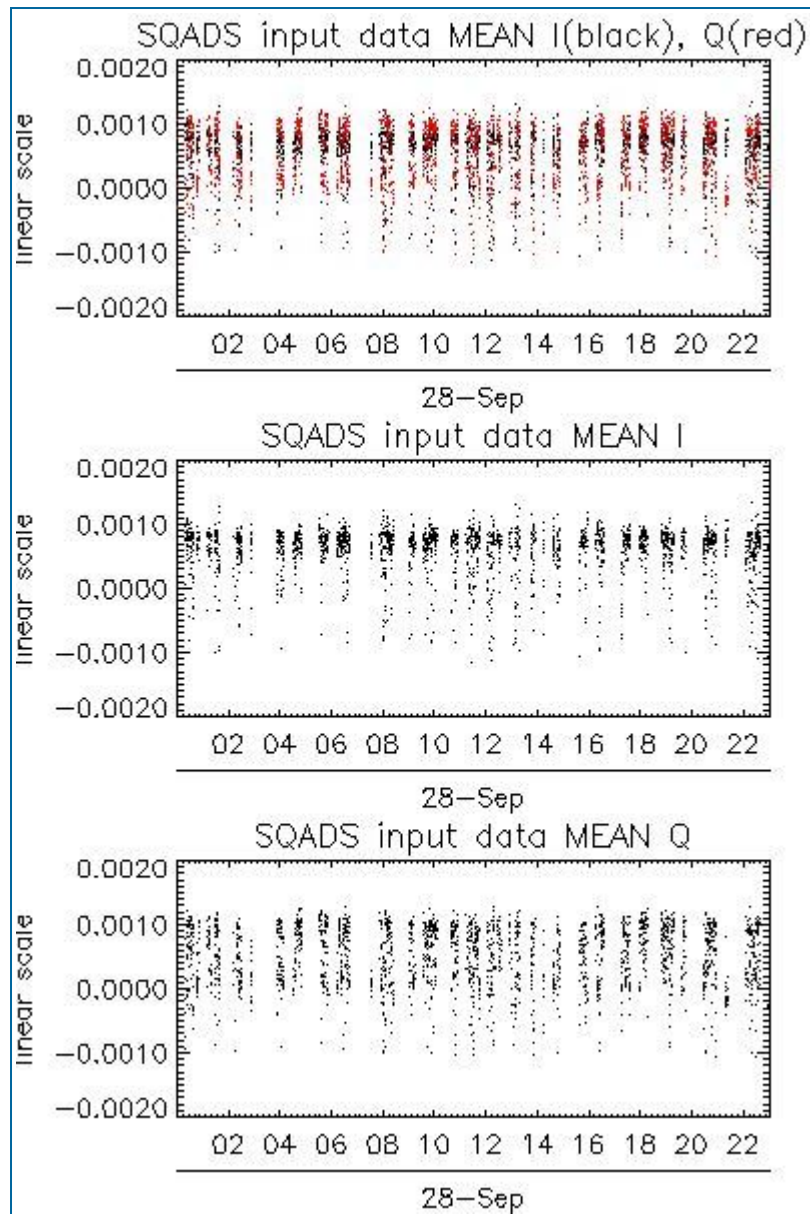 SQADS input data MEAN I(black), Q(red)
0.0020
0.0010
0.0000
−0.0010
−0.0020
linear scale
02 04 06 08 10 12 14 16 18 20 22
28−Sep
SQADS input data MEAN I
0.0020
0.0010
0.0000
−0.0010
−0.0020
linear scale
02 04 06 08 10 12 14 16 18 20 22
28−Sep
SQADS input data MEAN Q
0.0020
0.0010
0.0000
−0.0010
−0.0020
linear scale
02 04 06 08 10 12 14 16 18 20 22
28−Sep